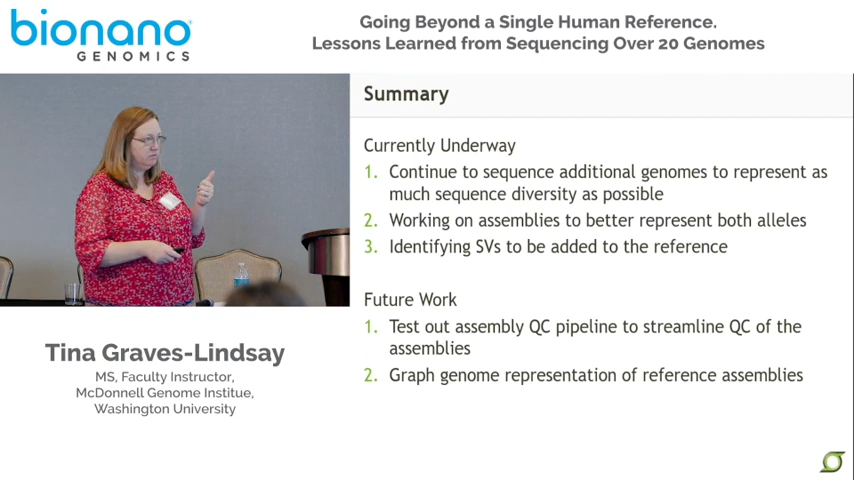 bionano
GENOMICS
Going Beyond a Single Human Reference.
Lessons Learned from Sequencing Over 20 Genomes
Summary
Currently Underway
1. Continue to sequence additional genomes to represent as
much sequence diversity as possible
2. Working on assemblies to better represent both alleles
3. Identifying SVs to be added to the reference
Future Work
1. Test out assembly QC pipeline to streamline QC of the
assemblies
2. Graph genome representation of reference assemblies
Tina Graves-Lindsay
MS, Faculty Instructor,
McDonnell Genome Institue,
Washington University